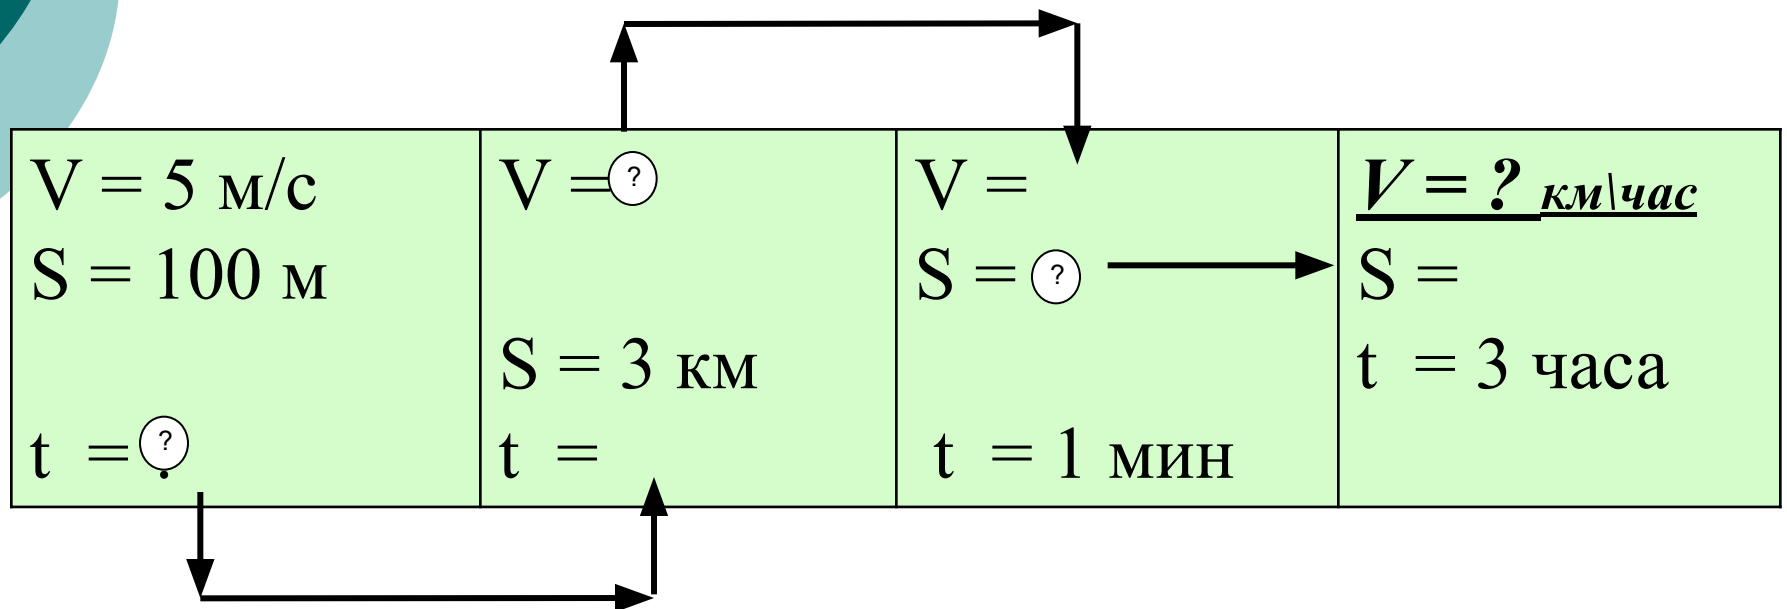 V = 5 м/с
S = 100 м
t = ?
V = ?
S = 3 км
t =
V =
S = ?
t = 1 мин
V = ? км\час
S =
t = 3 часа